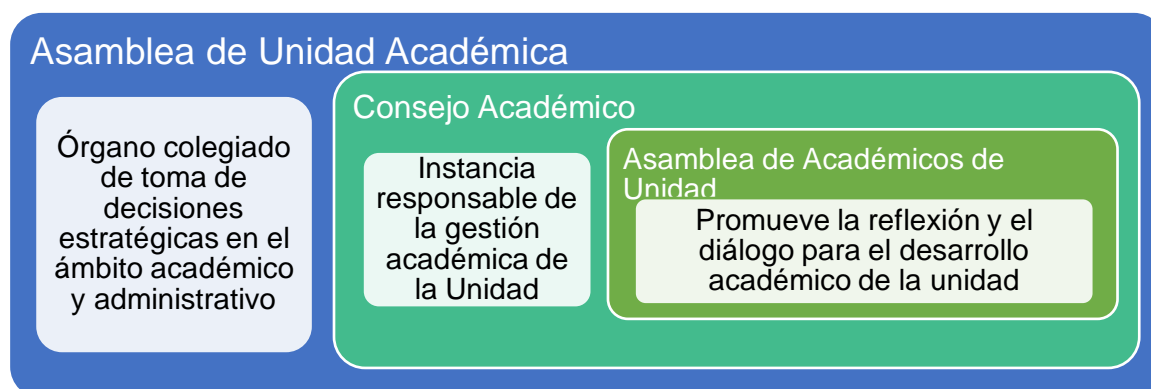 Asamblea de Unidad Académica
Órgano colegiado
de toma de
decisiones
estratégicas en el
ámbito académico
y administrativo
Consejo Académico
Instancia
responsable de
la gestión
académica de
la Unidad
Asamblea de Académicos de
Unidad
Promueve la reflexión y el
diálogo para el desarrollo
académico de la unidad